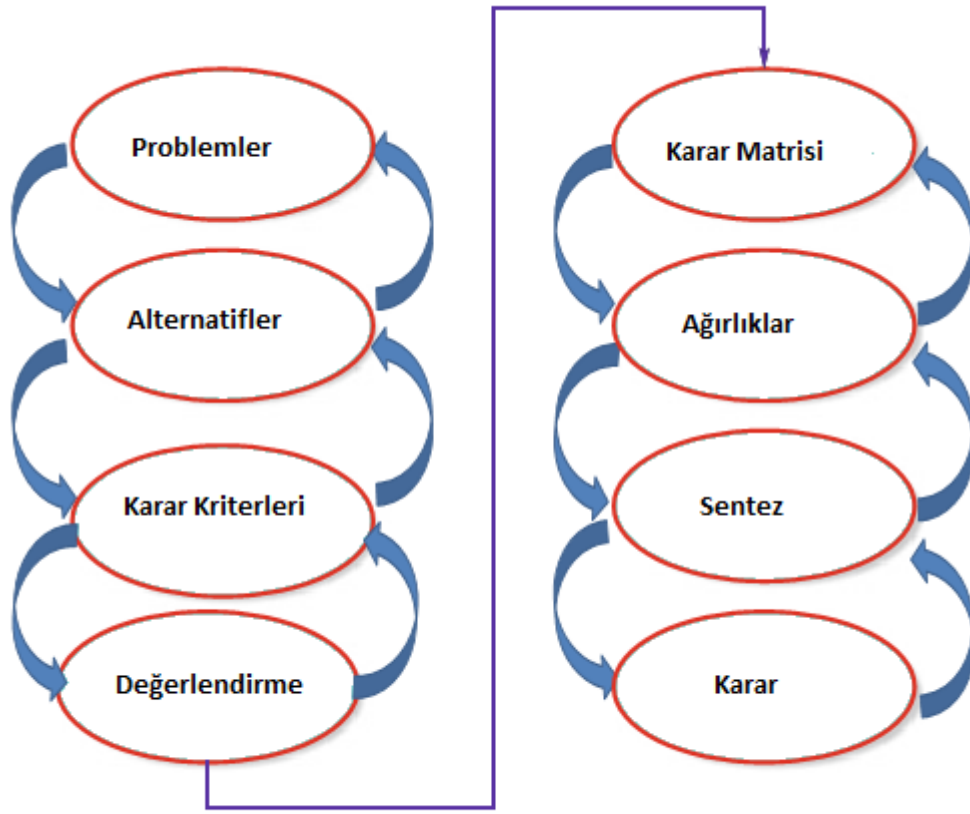 Problemler
Alternatifler
Karar Kriterleri
Değerlendirme
Karar Matrisi
Ağırlıklar
Sentez
Karar